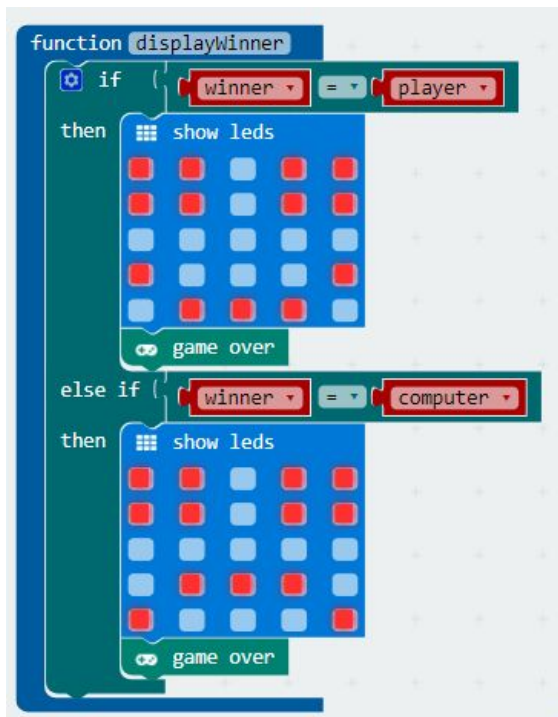 function displayWinner
if ( winner = player
then show leds
game over
else if ( winner = computer
then show leds
game over